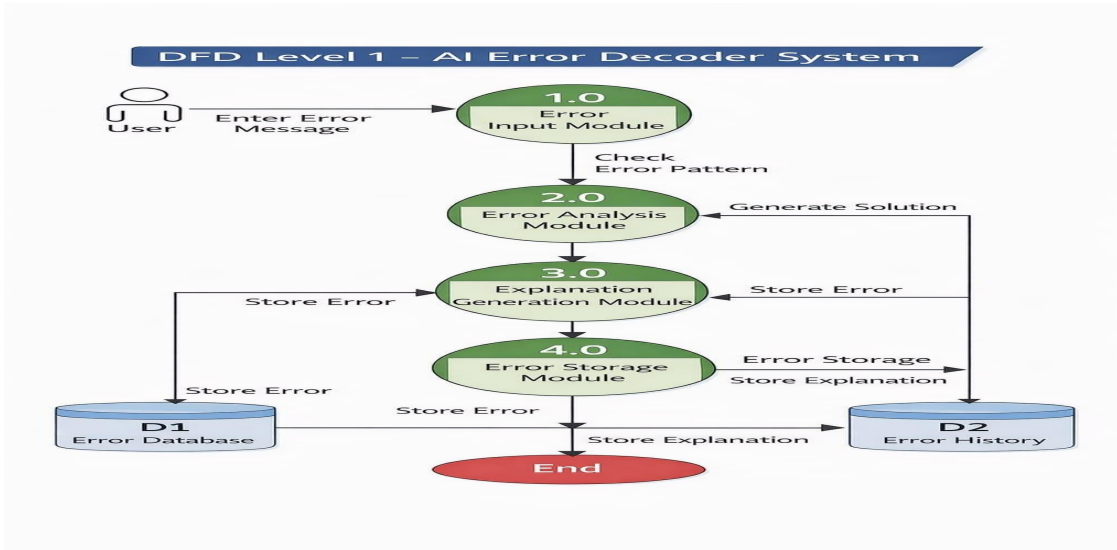 DFD Level 1 – AI Error Decoder System
User
Enter Error
Message
1.0
Error
Input Module
Check
Error Pattern
2.0
Error Analysis
Module
Generate Solution
3.0
Explanation
Generation Module
Store Error
Store Error
4.0
Error Storage
Module
Error Storage
Store Explanation
Store Error
Store Error
D1
Error Database
Store Explanation
D2
Error History
End